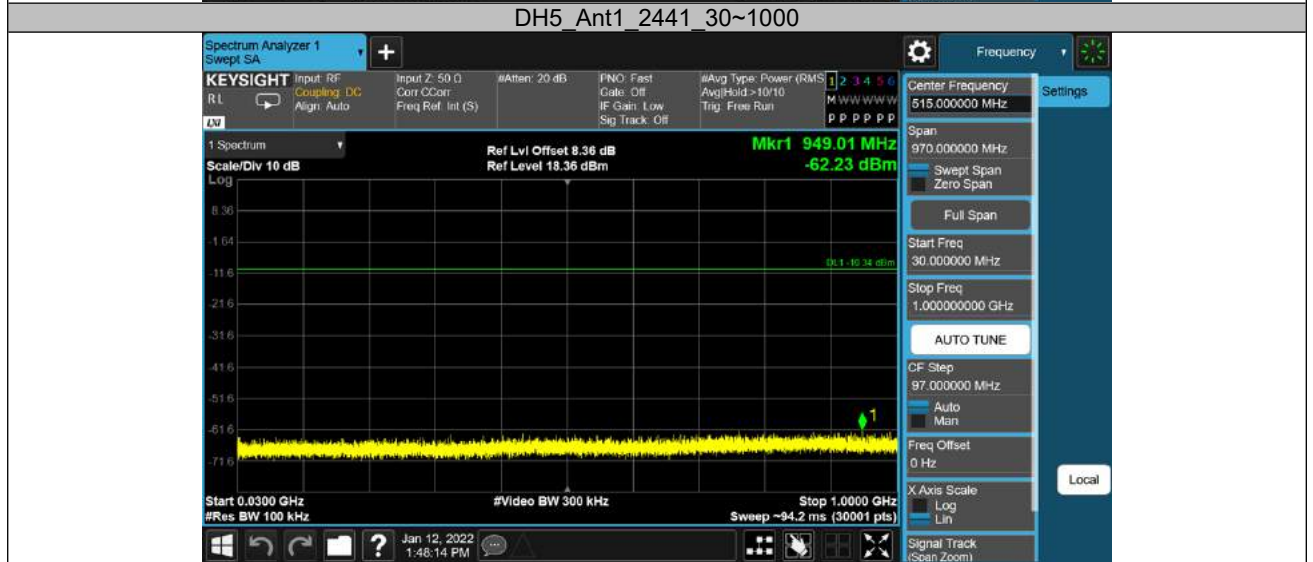 DH5_Ant1_2441_30~1000
Spectrum Analyzer 1
Swept SA
Frequency
KEYSIGHT
RL
LXI
Input: RF
Coupling: DC
Align: Auto
Input Z: 50 Ω
Corr CCorr
Freq Ref: Int (S)
#Atten: 20 dB
PNO: Fast
Gate: Off
IF Gain: Low
Sig Track: Off
#Avg Type: Power (RMS
Avg|Hold:>10/10
Trig: Free Run
1 2 3 4 5 6
M W W W W W
P P P P P P
Center Frequency
515.000000 MHz
Settings
1 Spectrum
Scale/Div 10 dB
Log
Ref Lvl Offset 8.36 dB
Ref Level 18.36 dBm
Mkr1 949.01 MHz
-62.23 dBm
Span
970.000000 MHz
Swept Span
Zero Span
Full Span
Start Freq
30.000000 MHz
Stop Freq
1.000000000 GHz
AUTO TUNE
CF Step
97.000000 MHz
Auto
Man
Freq Offset
0 Hz
X Axis Scale
Log
Lin
Signal Track
(Span Zoom)
Local
8.36
-1.64
-11.6
-21.6
-31.6
-41.6
-51.6
-61.6
-71.6
1
Start 0.0300 GHz
#Res BW 100 kHz
#Video BW 300 kHz
Stop 1.0000 GHz
Sweep ~94.2 ms (30001 pts)
?
Jan 12, 2022
1:48:14 PM